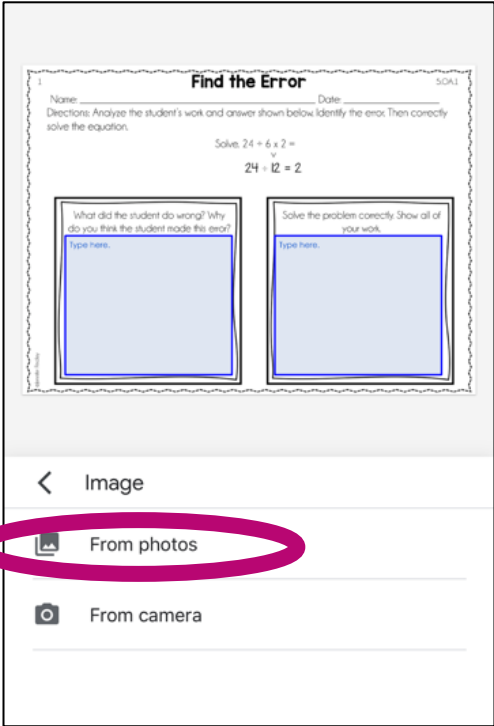 Find the Error
1
5.OA.1
Name: Date:
Directions: Analyze the student's work and answer shown below. Identify the error. Then correctly
solve the equation.
Solve. 24 ÷ 6 x 2 =
24 ÷ 12 = 2
What did the student do wrong? Why
do you think the student made this error?
Type here.
Solve the problem correctly. Show all of
your work.
Type here.
Image
From photos
From camera